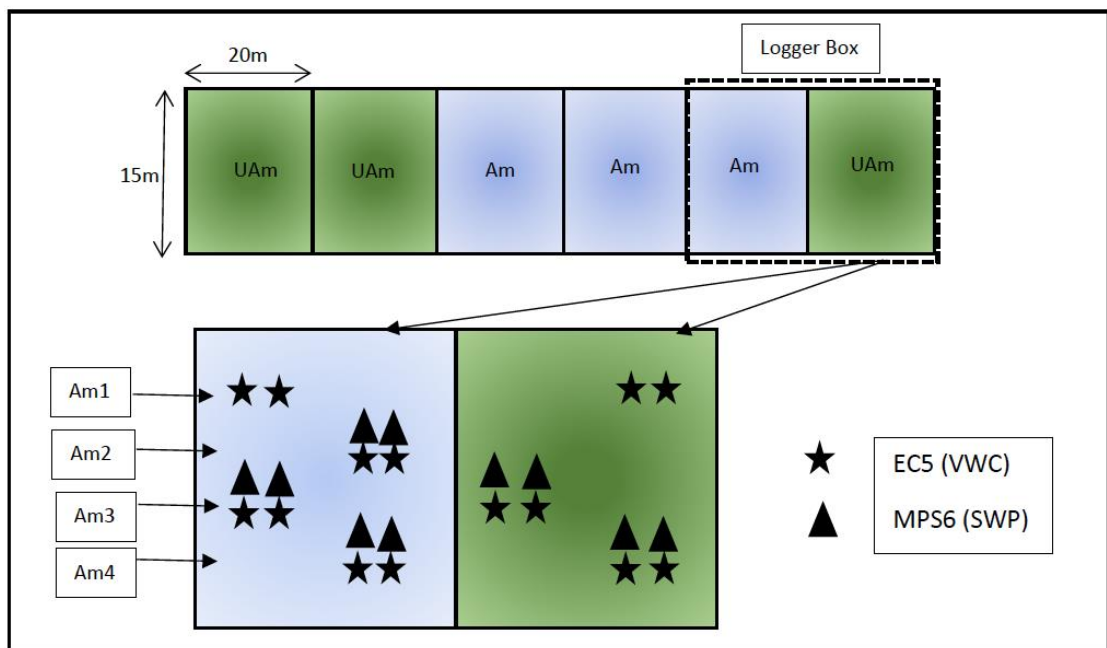 Logger Box
20m
15m
UAm
UAm
Am
Am
Am
UAm
Am1
Am2
Am3
Am4
EC5 (VWC)
MPS6 (SWP)